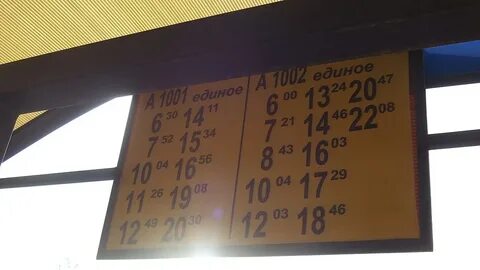 А 1001 единое
6 50 14 11
7 52 15 34
10 04 16 56
11 26 19 08
12 49 20 30
А 1002 единое
6 00 13 24 20 47
7 21 14 46 22 08
8 43 16 03
10 04 17 29
12 03 18 46